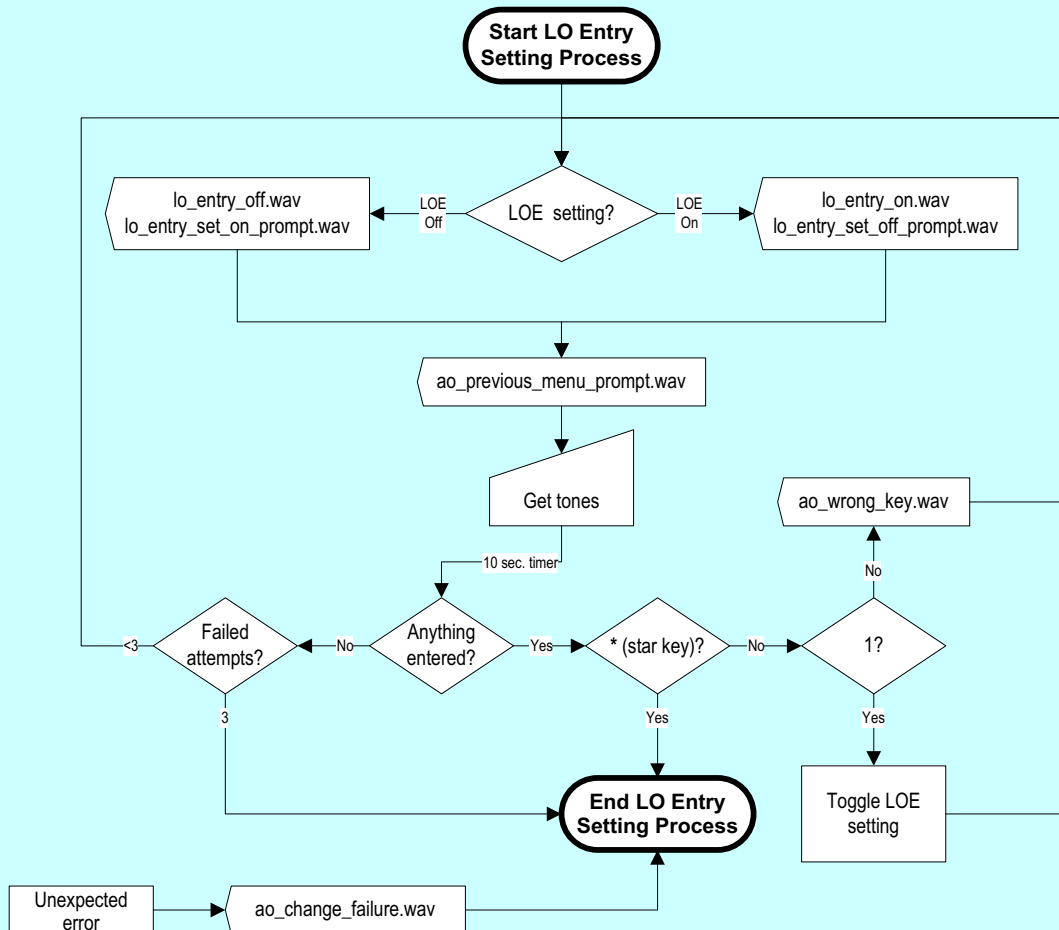 Start LO Entry
Setting Process
lo_entry_off.wav
lo_entry_set_on_prompt.wav
LOE
Off
LOE setting?
LOE
On
lo_entry_on.wav
lo_entry_set_off_prompt.wav
ao_previous_menu_prompt.wav
Get tones
ao_wrong_key.wav
10 sec. timer
No
<3
Failed
attempts?
No
Anything
entered?
Yes
* (star key)?
No
1?
3
Yes
Yes
End LO Entry
Setting Process
Toggle LOE
setting
Unexpected
error
ao_change_failure.wav